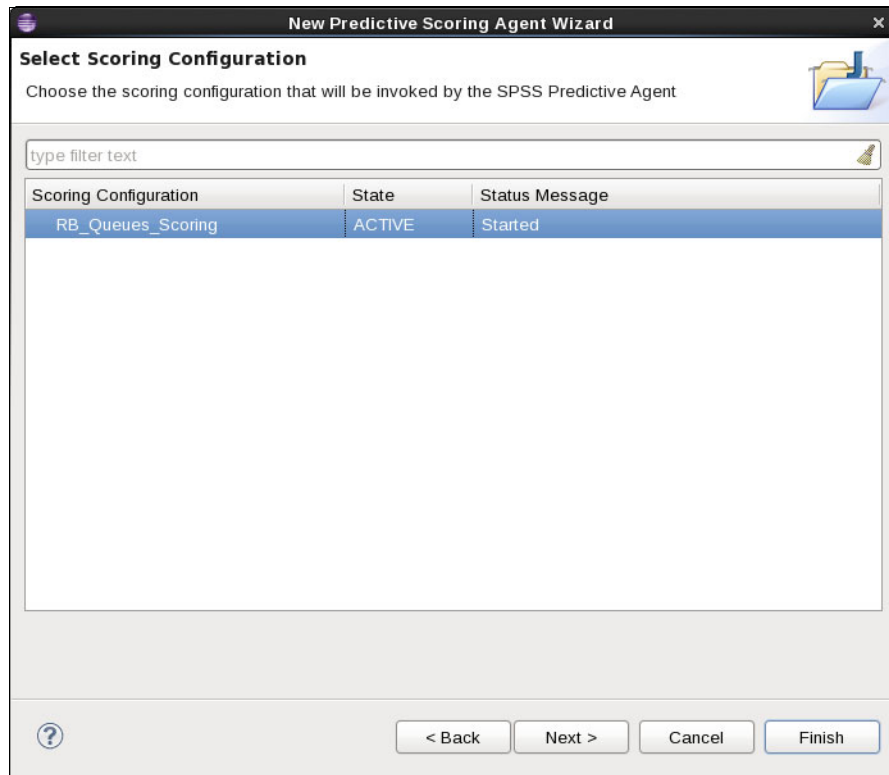 New Predictive Scoring Agent Wizard
Select Scoring Configuration
Choose the scoring configuration that will be invoked by the SPSS Predictive Agent
type filter text
Scoring Configuration State Status Message
RB_Queues_Scoring ACTIVE Started
< Back Next > Cancel Finish